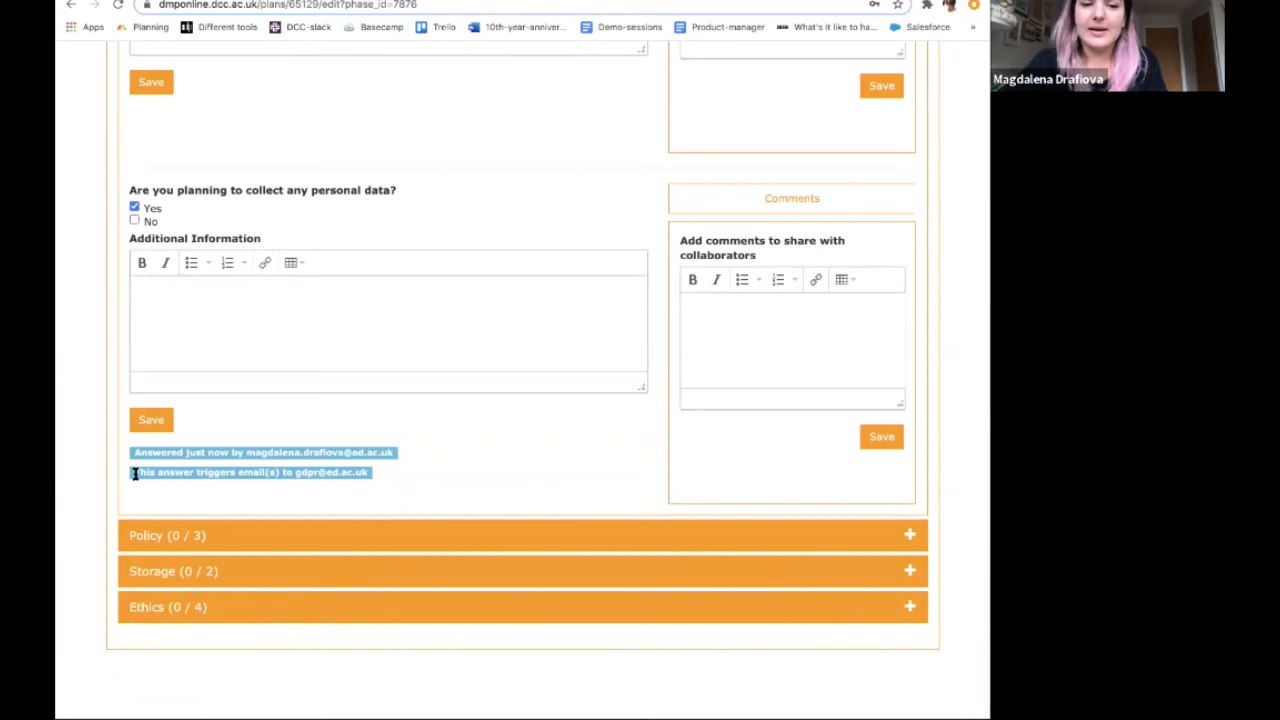 dmponline.dcc.ac.uk/plans/65129/edit?phase_id=7876
Apps Planning Different tools DCC-slack Basecamp Trello 10th-year-anniver... Demo-sessions Product-manager What's it like to ha... Salesforce »
Magdalena Drafiova
Save
Save
Are you planning to collect any personal data?
Yes
No
Additional Information
B I
Comments
Add comments to share with
collaborators
B I
Save
Save
Answered just now by magdalena.drafiova@ed.ac.uk
This answer triggers email(s) to gdpr@ed.ac.uk
Policy (0 / 3)
Storage (0 / 2)
Ethics (0 / 4)